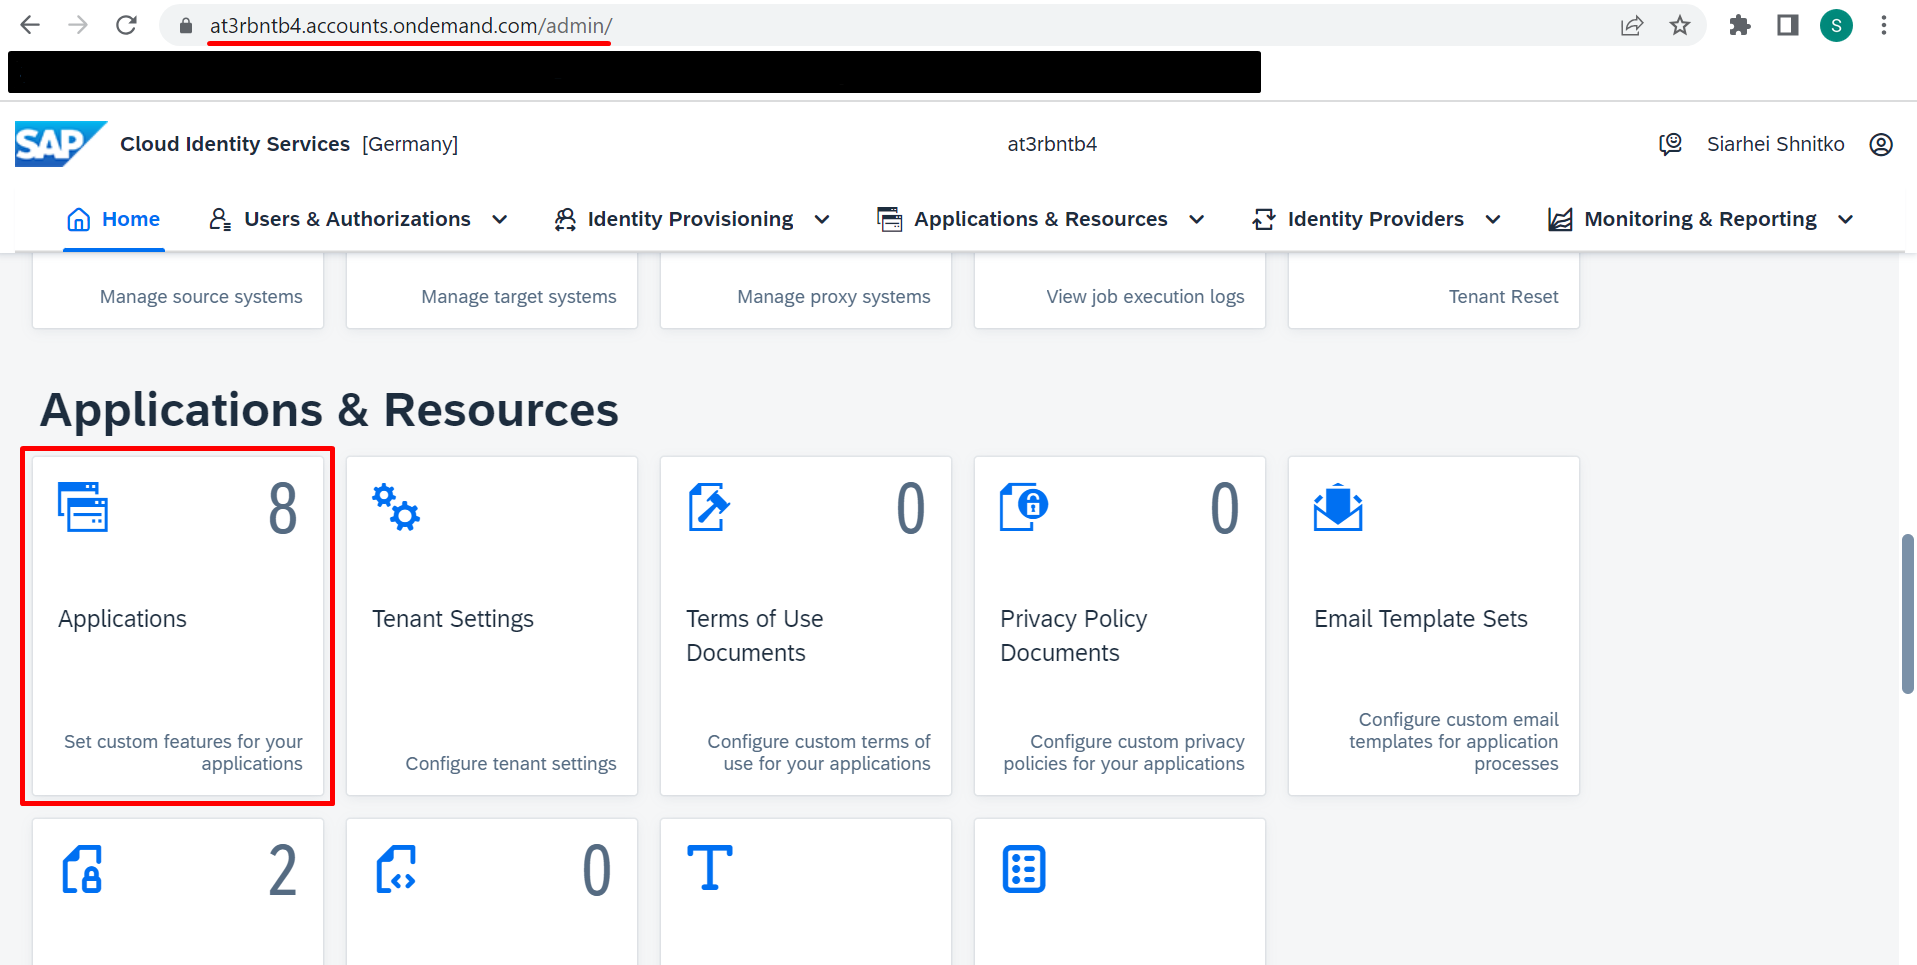 at3rbntb4.accounts.ondemand.com/admin/
S
SAP Cloud Identity Services [Germany]
at3rbntb4
Siarhei Shnitko
Home
Users & Authorizations
Identity Provisioning
Applications & Resources
Identity Providers
Monitoring & Reporting
Manage source systems
Manage target systems
Manage proxy systems
View job execution logs
Tenant Reset
Applications & Resources
8
Applications
Set custom features for your
applications
Tenant Settings
Configure tenant settings
0
Terms of Use
Documents
Configure custom terms of
use for your applications
0
Privacy Policy
Documents
Configure custom privacy
policies for your applications
Email Template Sets
Configure custom email
templates for application
processes
2
0